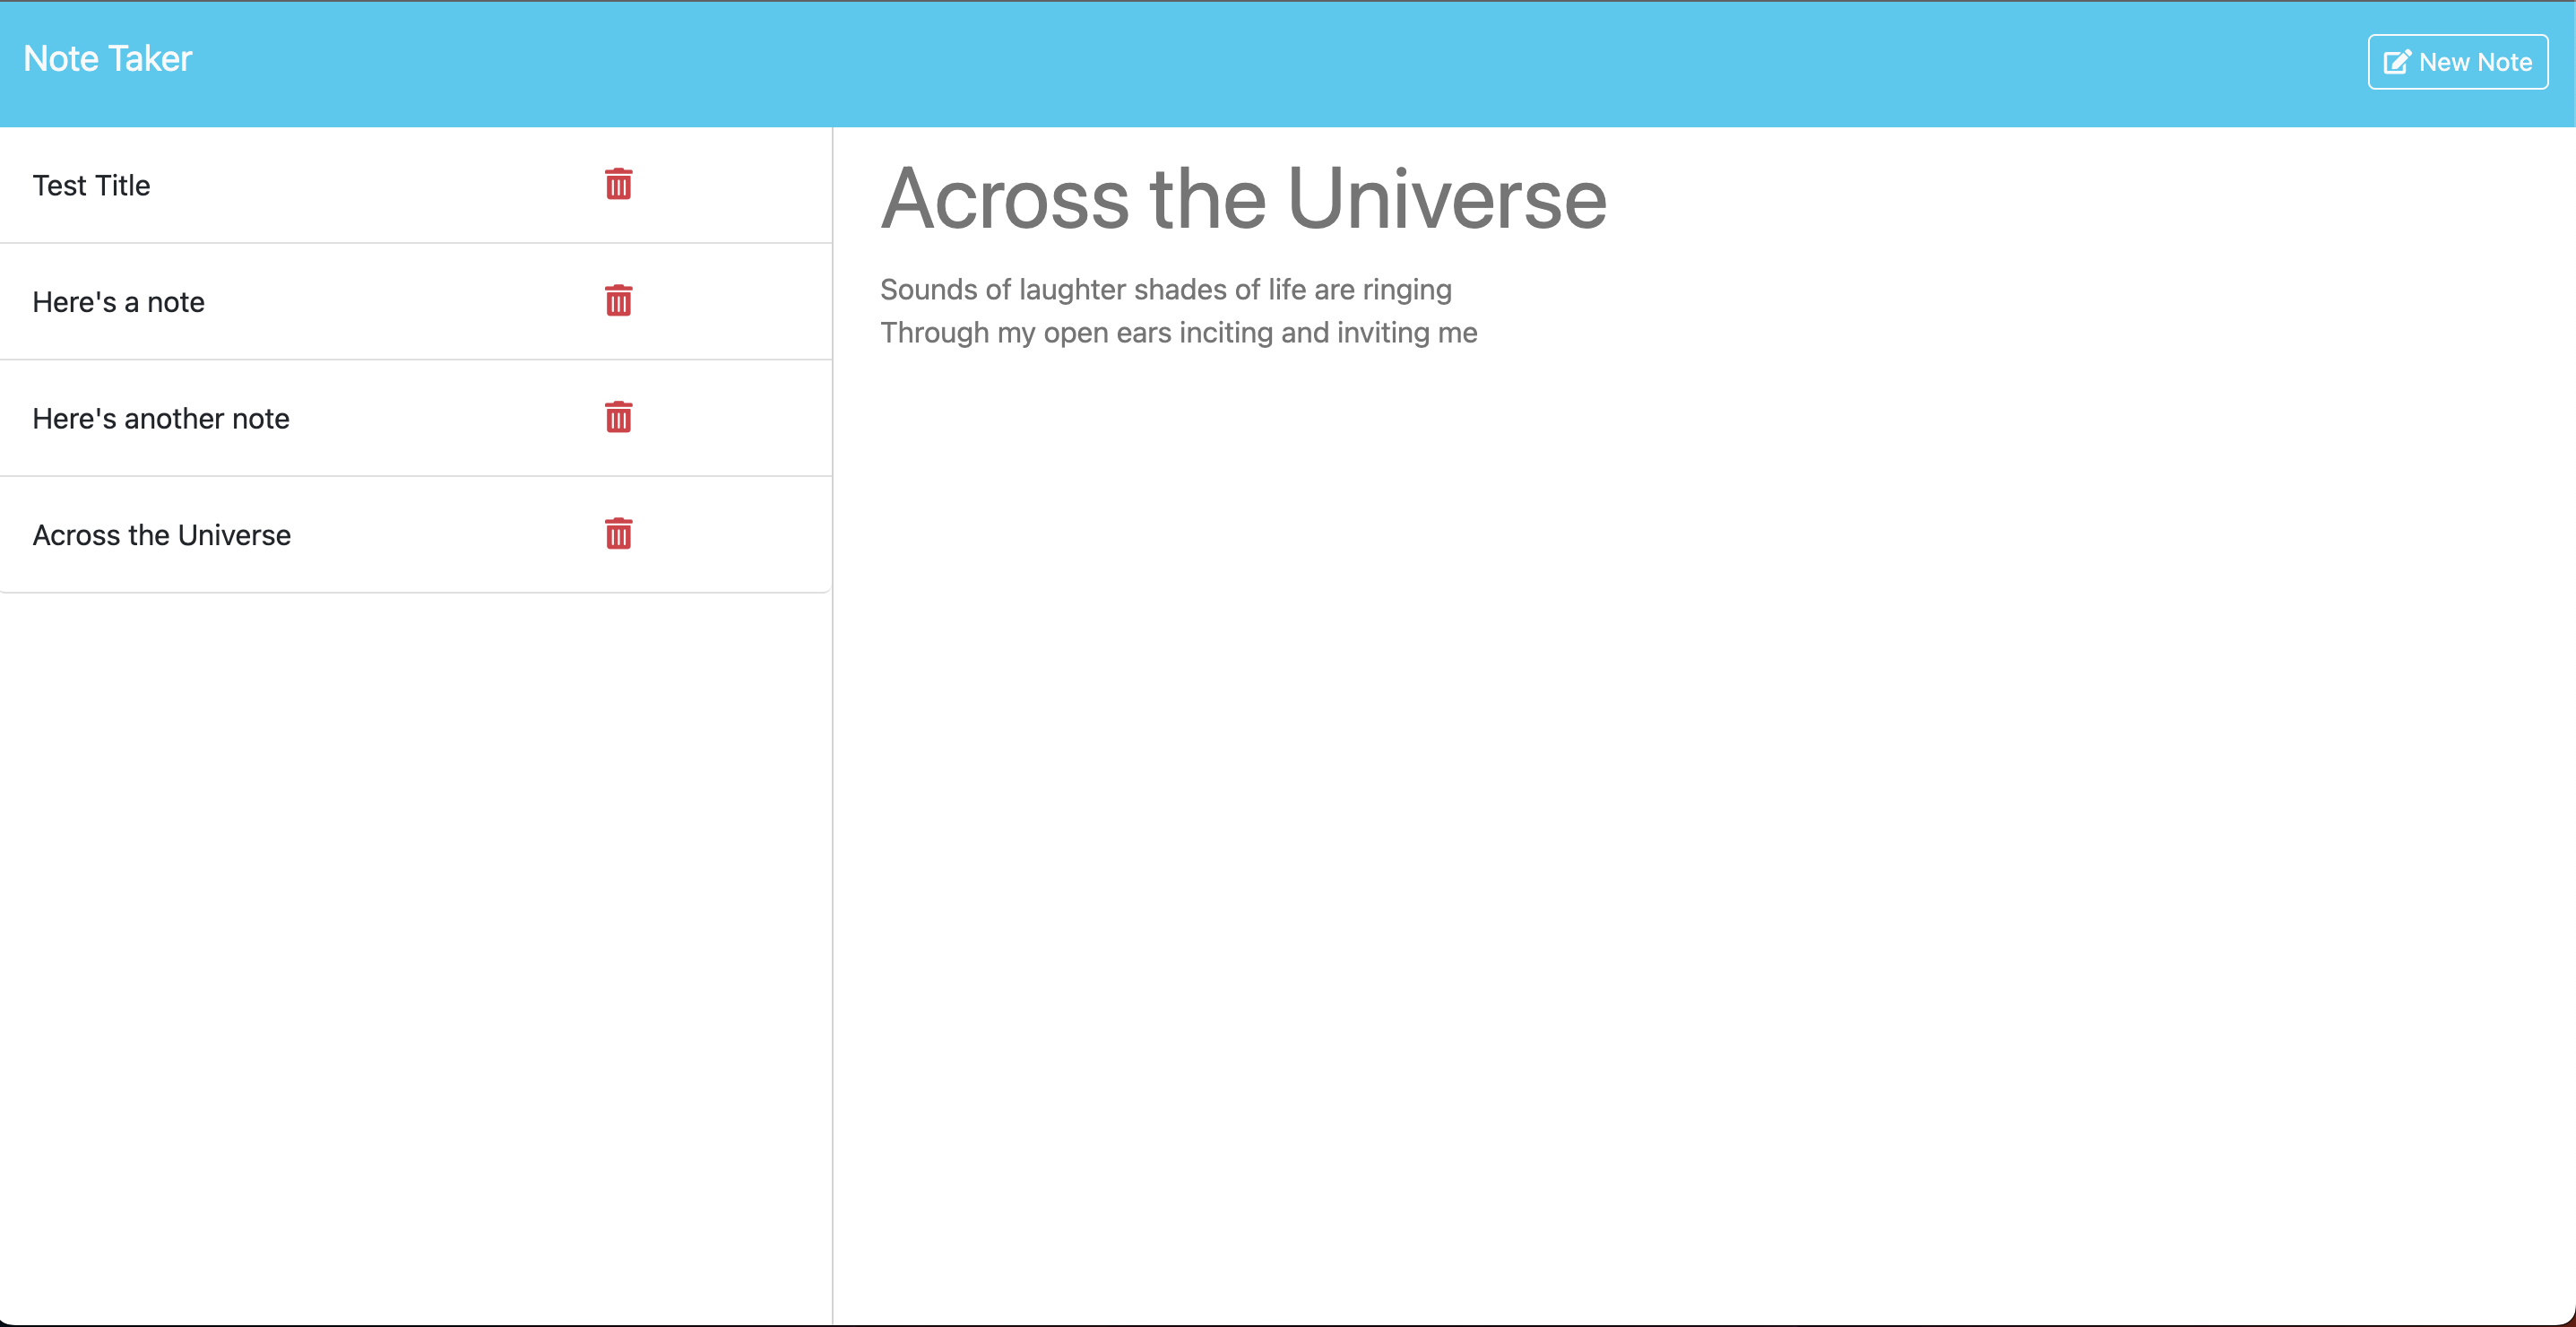 Note Taker
New Note
Test Title
Here's a note
Here's another note
Across the Universe
Across the Universe
Sounds of laughter shades of life are ringing
Through my open ears inciting and inviting me